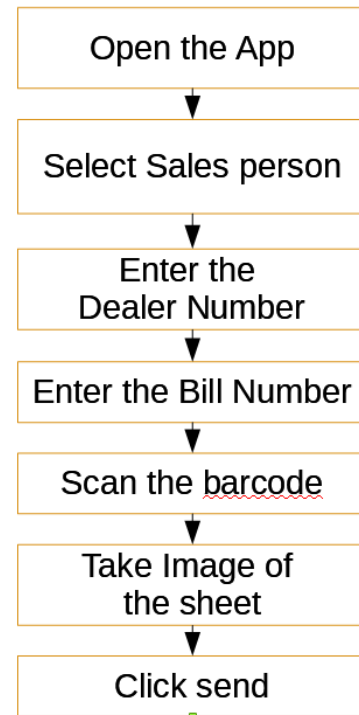 Open the App
Select Sales person
Enter the
Dealer Number
Enter the Bill Number
Scan the barcode
Take Image of
the sheet
Click send